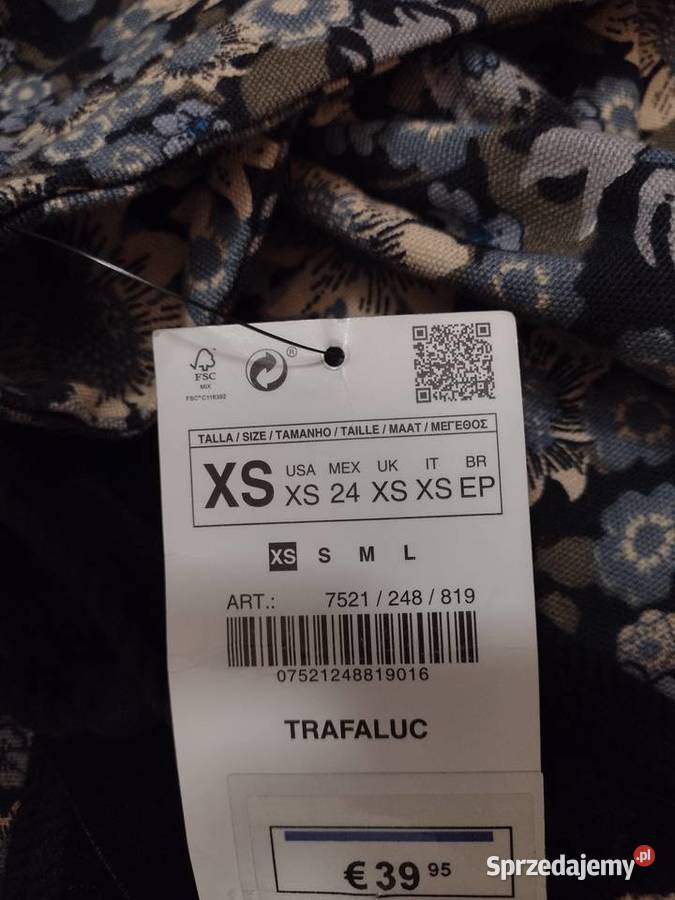 FSC
MIX
FSC® C116392
®
TALLA / SIZE / TAMANHO / TAILLE / MAAT / ΜΕΓΕΘΟΣ
XS USA XS MEX 24 UK XS IT XS BR EP
XS S M L
ART.: 7521 / 248 / 819
07521248819016
TRAFALUC
€ 39 95
Sprzedajemy.pl